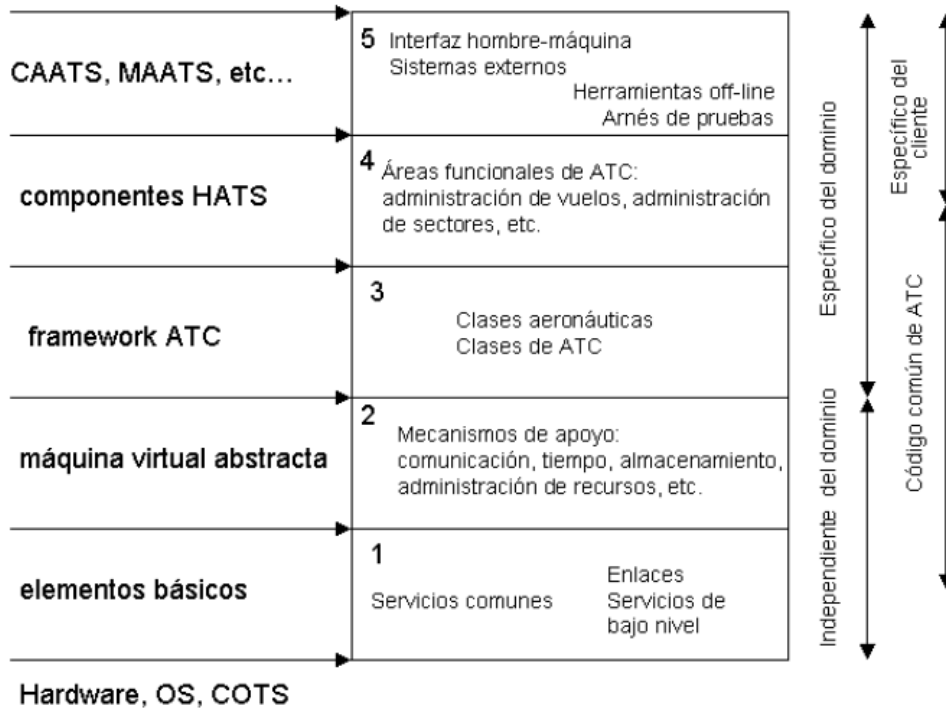 CAATS, MAATS, etc...
5 Interfaz hombre-máquina
Sistemas externos
Herramientas off-line
Arnés de pruebas
componentes HATS
4 Áreas funcionales de ATC:
administración de vuelos, administración
de sectores, etc.
framework ATC
3
Clases aeronáuticas
Clases de ATC
máquina virtual abstracta
2
Mecanismos de apoyo:
comunicación, tiempo, almacenamiento,
administración de recursos, etc.
elementos básicos
1
Servicios comunes
Enlaces
Servicios de
bajo nivel
Hardware, OS, COTS
Específico del dominio
Independiente del dominio
Específico del
cliente
Código común de ATC